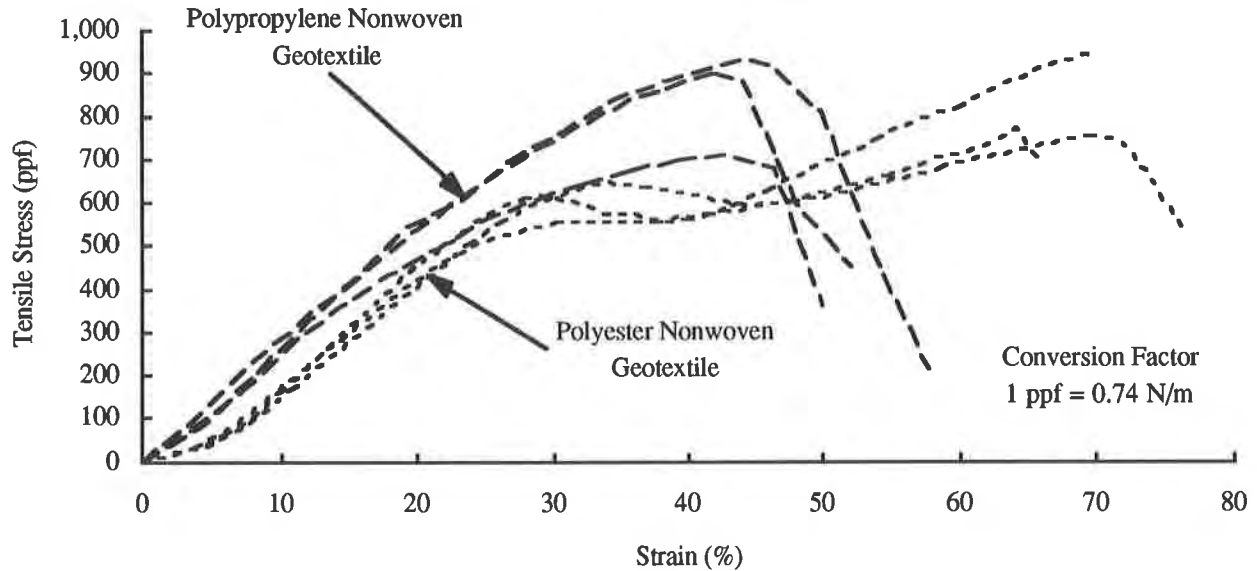 Polypropylene Nonwoven
Geotextile
Tensile Stress (ppf)
1,000
900
800
700
600
500
400
300
200
100
0
Polyester Nonwoven
Geotextile
Conversion Factor
1 ppf = 0.74 N/m
0 10 20 30 40 50 60 70 80
Strain (%)